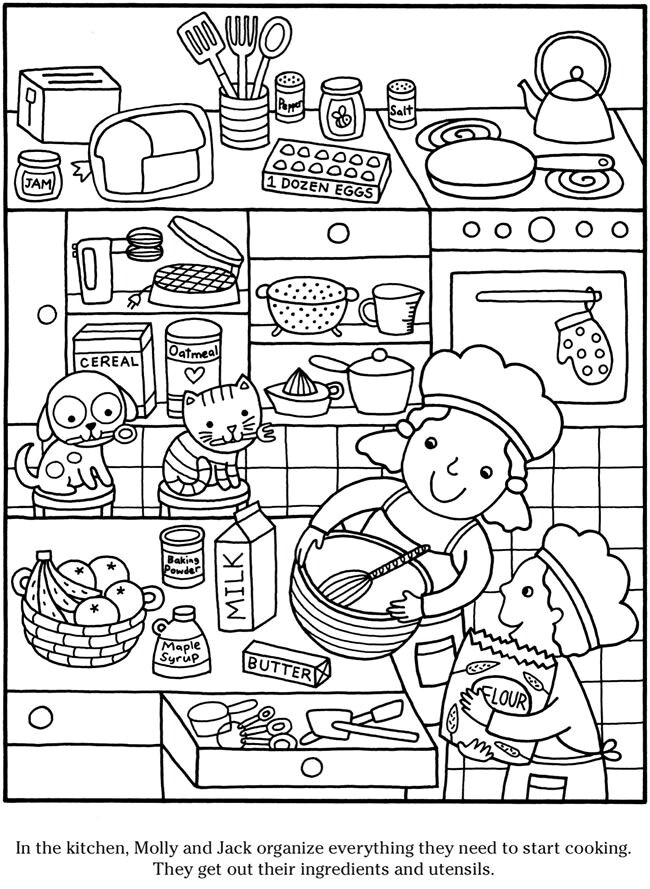 Pepper
Salt
JAM
1 DOZEN EGGS
CEREAL
Oatmeal
Baking
Powder
MILK
Maple
Syrup
BUTTER
FLOUR
In the kitchen, Molly and Jack organize everything they need to start cooking.
They get out their ingredients and utensils.